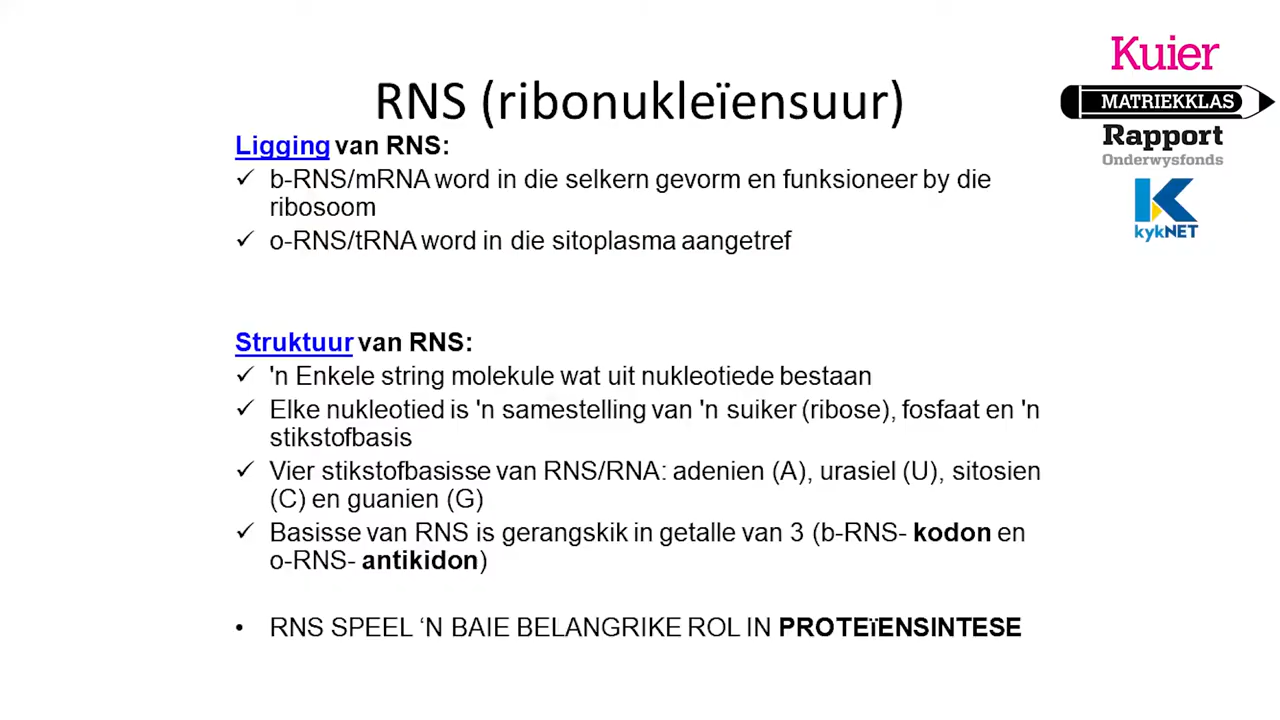 Kuier
MATRIEKKLAS
Rapport
Onderwysfonds
kykNET
RNS (ribonukleïensuur)
Ligging van RNS:
✓ b-RNS/mRNA word in die selkern gevorm en funksioneer by die
ribosoom
✓ o-RNS/tRNA word in die sitoplasma aangetref
Struktuur van RNS:
✓ 'n Enkele string molekule wat uit nukleotiede bestaan
✓ Elke nukleotied is 'n samestelling van 'n suiker (ribose), fosfaat en 'n
stikstofbasis
✓ Vier stikstofbasisse van RNS/RNA: adenien (A), urasiel (U), sitosien
(C) en guanien (G)
✓ Basisse van RNS is gerangskik in getalle van 3 (b-RNS- kodon en
o-RNS- antikidon)
• RNS SPEEL ‘N BAIE BELANGRIKE ROL IN PROTEïENSINTESE